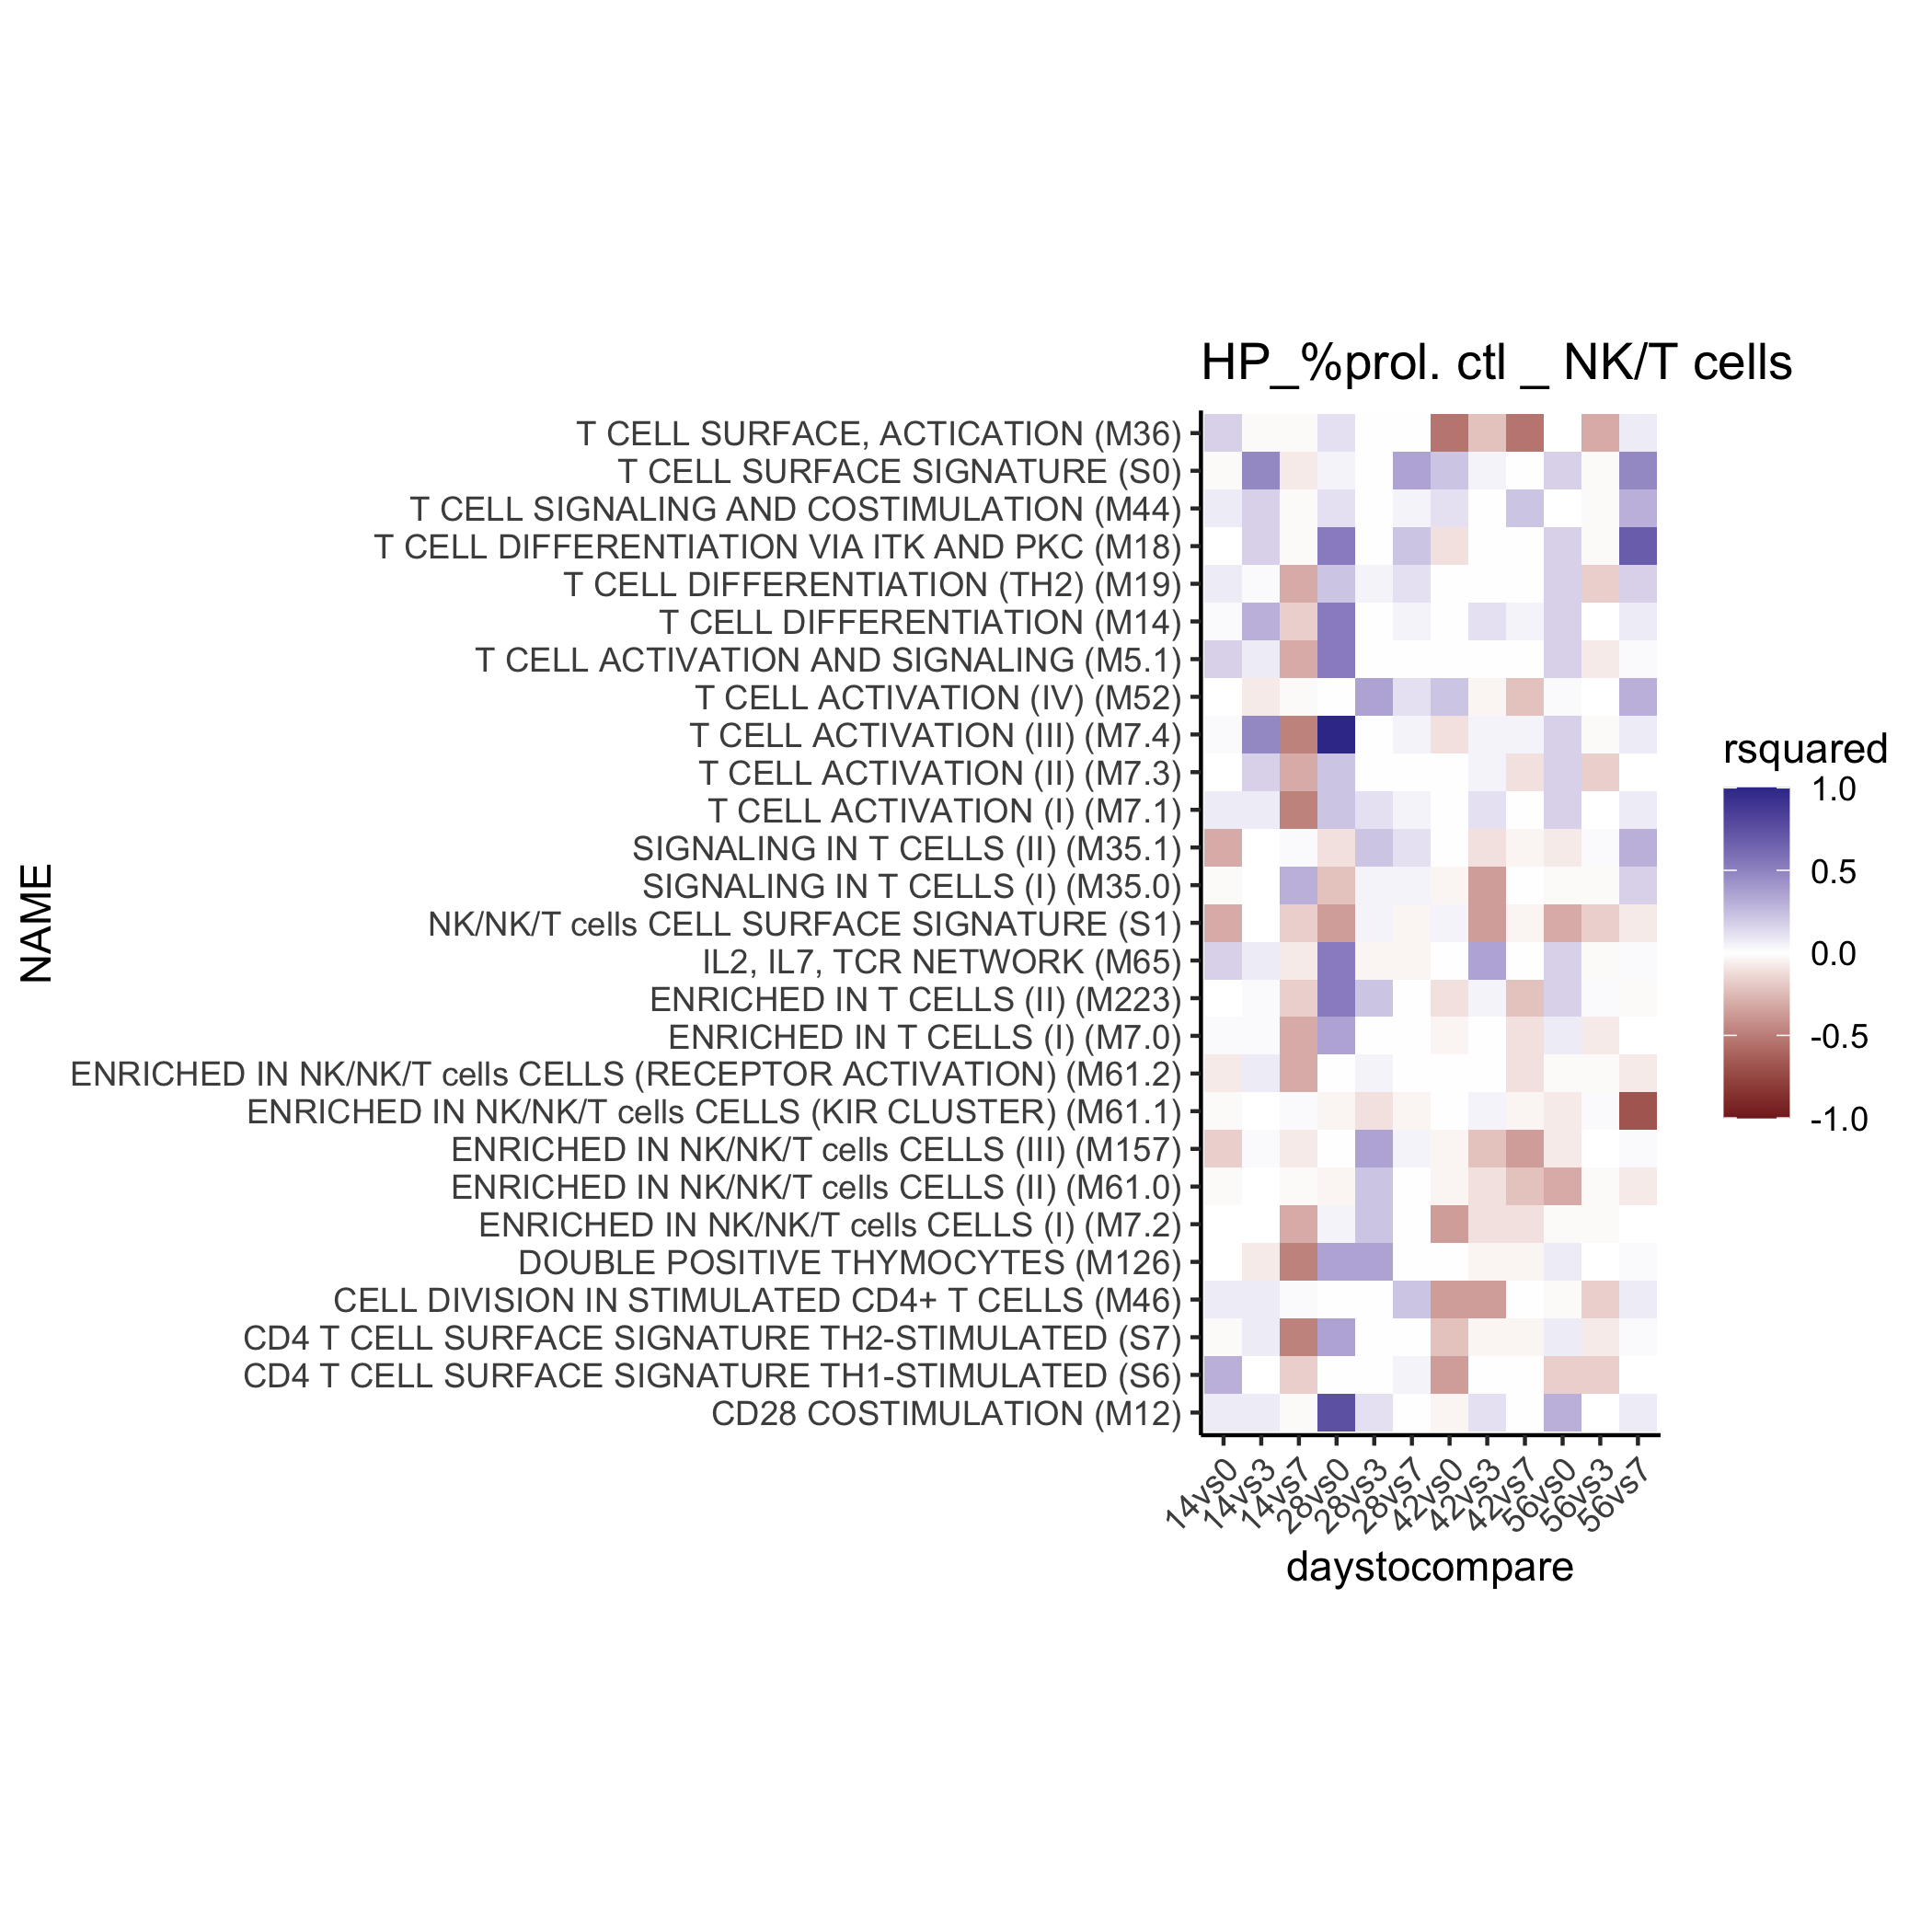 HP_%prol. ctl _ NK/T cells
NAME
T CELL SURFACE, ACTICATION (M36)
T CELL SURFACE SIGNATURE (S0)
T CELL SIGNALING AND COSTIMULATION (M44)
T CELL DIFFERENTIATION VIA ITK AND PKC (M18)
T CELL DIFFERENTIATION (TH2) (M19)
T CELL DIFFERENTIATION (M14)
T CELL ACTIVATION AND SIGNALING (M5.1)
T CELL ACTIVATION (IV) (M52)
T CELL ACTIVATION (III) (M7.4)
T CELL ACTIVATION (II) (M7.3)
T CELL ACTIVATION (I) (M7.1)
SIGNALING IN T CELLS (II) (M35.1)
SIGNALING IN T CELLS (I) (M35.0)
NK/NK/T cells CELL SURFACE SIGNATURE (S1)
IL2, IL7, TCR NETWORK (M65)
ENRICHED IN T CELLS (II) (M223)
ENRICHED IN T CELLS (I) (M7.0)
ENRICHED IN NK/NK/T cells CELLS (RECEPTOR ACTIVATION) (M61.2)
ENRICHED IN NK/NK/T cells CELLS (KIR CLUSTER) (M61.1)
ENRICHED IN NK/NK/T cells CELLS (III) (M157)
ENRICHED IN NK/NK/T cells CELLS (II) (M61.0)
ENRICHED IN NK/NK/T cells CELLS (I) (M7.2)
DOUBLE POSITIVE THYMOCYTES (M126)
CELL DIVISION IN STIMULATED CD4+ T CELLS (M46)
CD4 T CELL SURFACE SIGNATURE TH2-STIMULATED (S7)
CD4 T CELL SURFACE SIGNATURE TH1-STIMULATED (S6)
CD28 COSTIMULATION (M12)
14vs0
14vs3
14vs7
28vs0
28vs3
28vs7
42vs0
42vs3
42vs7
56vs0
56vs3
56vs7
daystocompare
rsquared
1.0
0.5
0.0
-0.5
-1.0